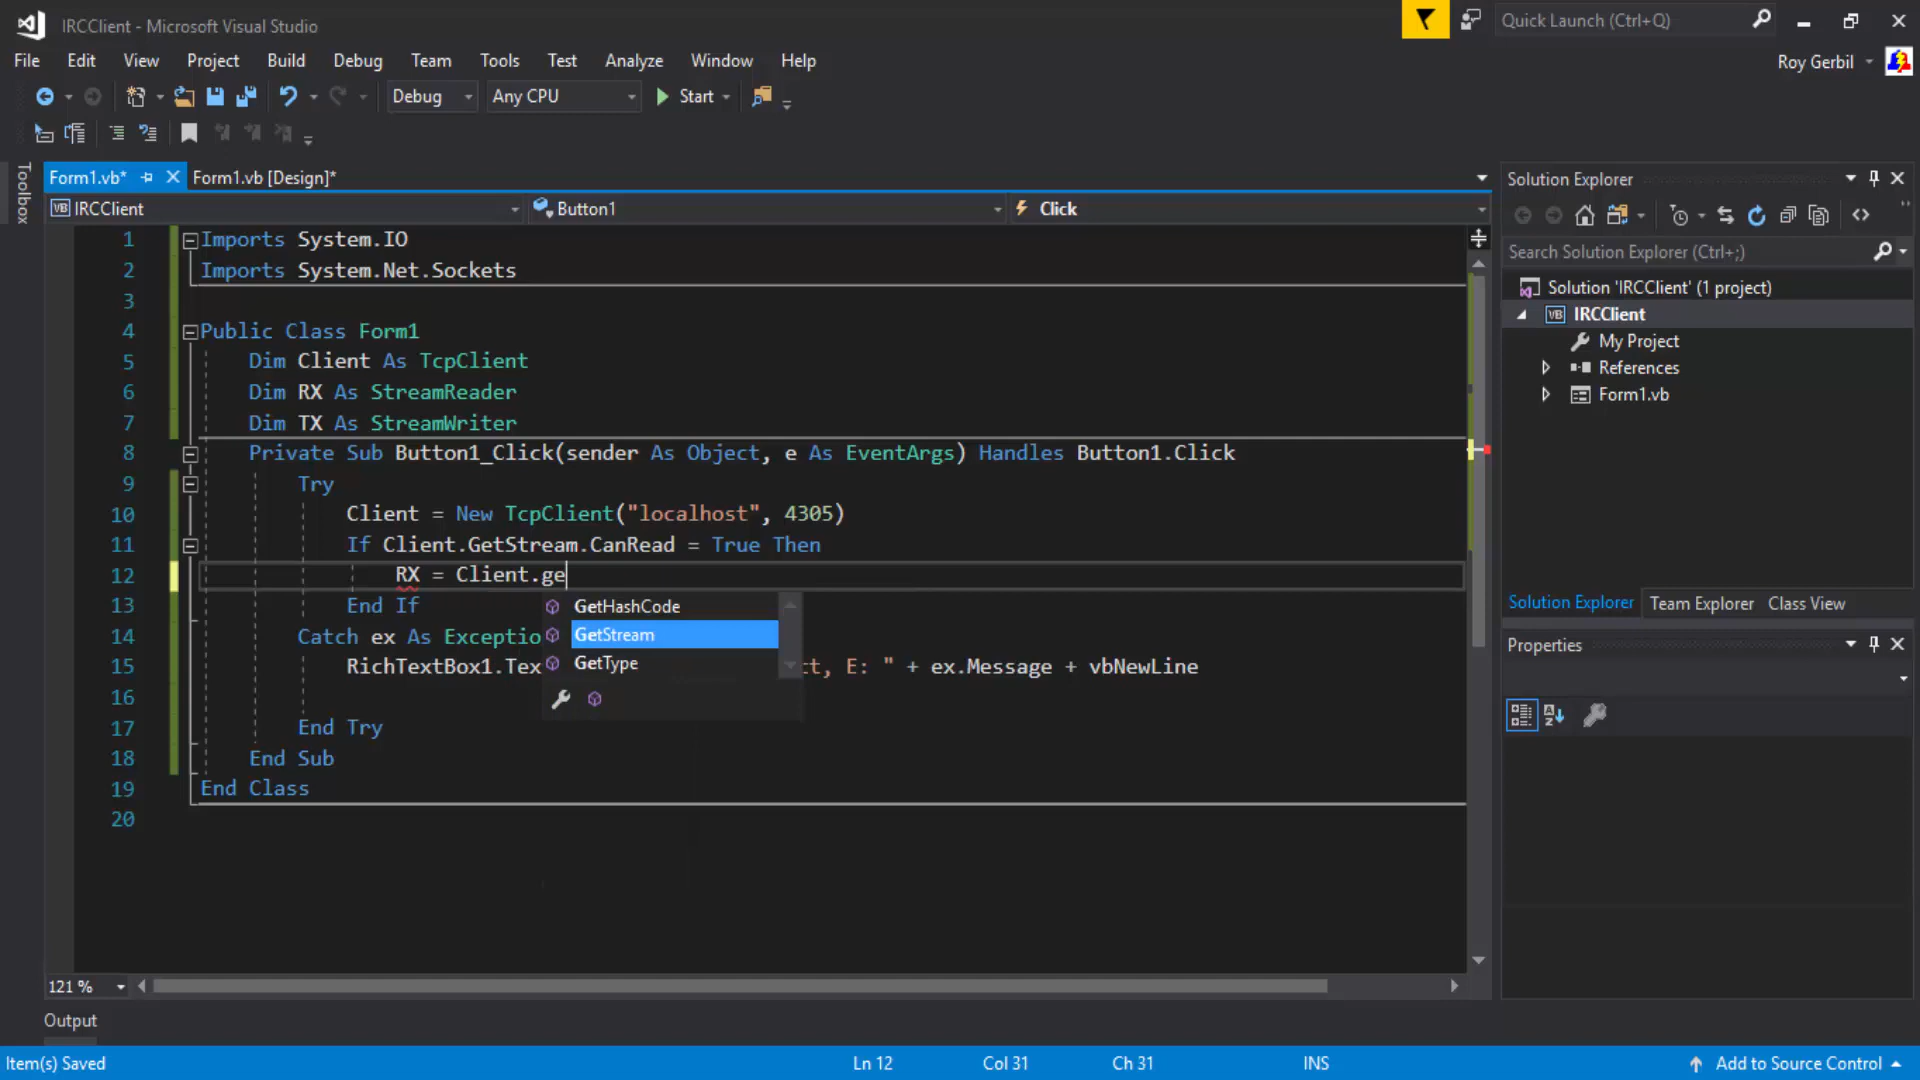 IRCClient - Microsoft Visual Studio
Quick Launch (Ctrl+Q)
File Edit View Project Build Debug Team Tools Test Analyze Window Help
Roy Gerbil
Debug Any CPU Start
Toolbox
Form1.vb* Form1.vb [Design]*
VB IRCClient Button1 Click
1 Imports System.IO
2 Imports System.Net.Sockets
3
4 Public Class Form1
5 Dim Client As TcpClient
6 Dim RX As StreamReader
7 Dim TX As StreamWriter
8 Private Sub Button1_Click(sender As Object, e As EventArgs) Handles Button1.Click
9 Try
10 Client = New TcpClient("localhost", 4305)
11 If Client.GetStream.CanRead = True Then
12 RX = Client.ge
13 End If
14 Catch ex As Exceptio
15 RichTextBox1.Tex ct, E: " + ex.Message + vbNewLine
16
17 End Try
18 End Sub
19 End Class
20
GetHashCode
GetStream
GetType
121 %
Output
Solution Explorer
Search Solution Explorer (Ctrl+;)
Solution 'IRCClient' (1 project)
VB IRCClient
My Project
References
Form1.vb
Solution Explorer Team Explorer Class View
Properties
Item(s) Saved Ln 12 Col 31 Ch 31 INS Add to Source Control